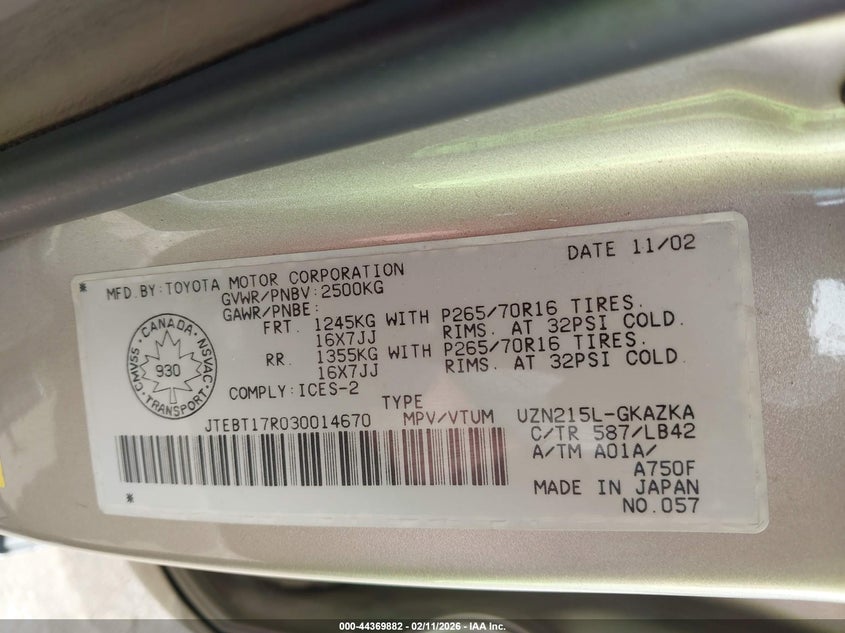 DATE 11/02
* MFD.BY:TOYOTA MOTOR CORPORATION
GVWR/PNBV:2500KG
GAWR/PNBE:
FRT. 1245KG WITH P265/70R16 TIRES.
16X7JJ RIMS. AT 32PSI COLD.
RR. 1355KG WITH P265/70R16 TIRES.
16X7JJ RIMS. AT 32PSI COLD.
CANADA
CMVSS 930 NSVAC
TRANSPORT
COMPLY:ICES-2
TYPE
JTEBT17R030014670 MPV/VTUM UZN215L-GKAZKA
C/TR 587/LB42
A/TM A01A/
A750F
MADE IN JAPAN
* NO.057
000-44369882 - 02/11/2026 - IAA Inc.